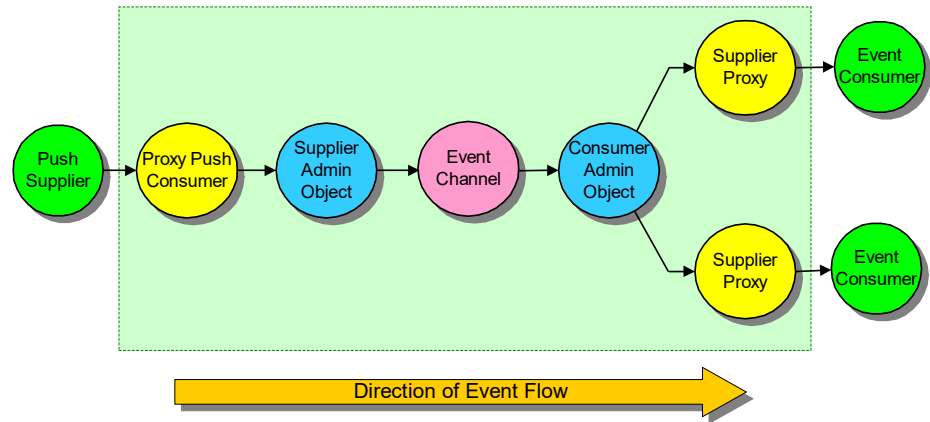 Push
Supplier
Proxy Push
Consumer
Supplier
Admin
Object
Event
Channel
Consumer
Admin
Object
Supplier
Proxy
Event
Consumer
Supplier
Proxy
Event
Consumer
Direction of Event Flow